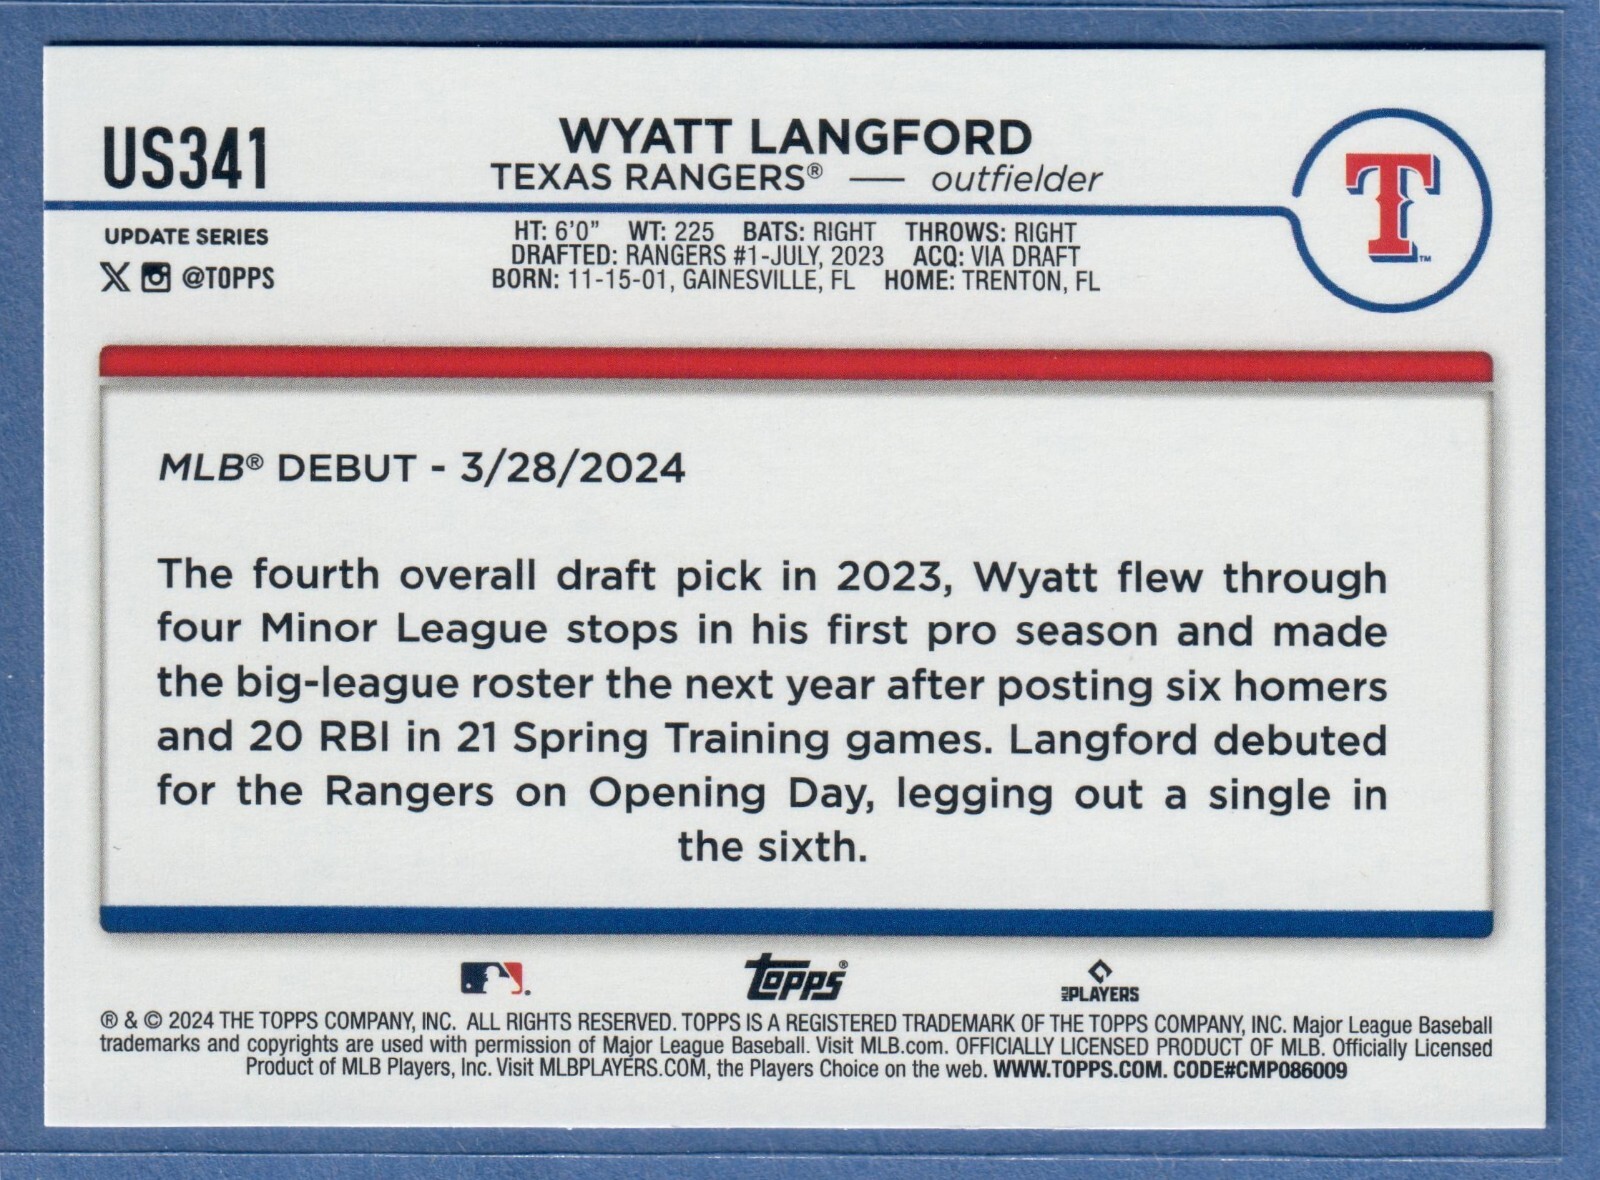 US341
WYATT LANGFORD
TEXAS RANGERS® — outfielder
T™
UPDATE SERIES
@TOPPS
HT: 6'0" WT: 225 BATS: RIGHT THROWS: RIGHT
DRAFTED: RANGERS #1-JULY, 2023 ACQ: VIA DRAFT
BORN: 11-15-01, GAINESVILLE, FL HOME: TRENTON, FL
MLB® DEBUT - 3/28/2024
The fourth overall draft pick in 2023, Wyatt flew through
four Minor League stops in his first pro season and made
the big-league roster the next year after posting six homers
and 20 RBI in 21 Spring Training games. Langford debuted
for the Rangers on Opening Day, legging out a single in
the sixth.
topps®
MLB PLAYERS
® & © 2024 THE TOPPS COMPANY, INC. ALL RIGHTS RESERVED. TOPPS IS A REGISTERED TRADEMARK OF THE TOPPS COMPANY, INC. Major League Baseball
trademarks and copyrights are used with permission of Major League Baseball. Visit MLB.com. OFFICIALLY LICENSED PRODUCT OF MLB. Officially Licensed
Product of MLB Players, Inc. Visit MLBPLAYERS.COM, the Players Choice on the web. WWW.TOPPS.COM. CODE#CMP086009